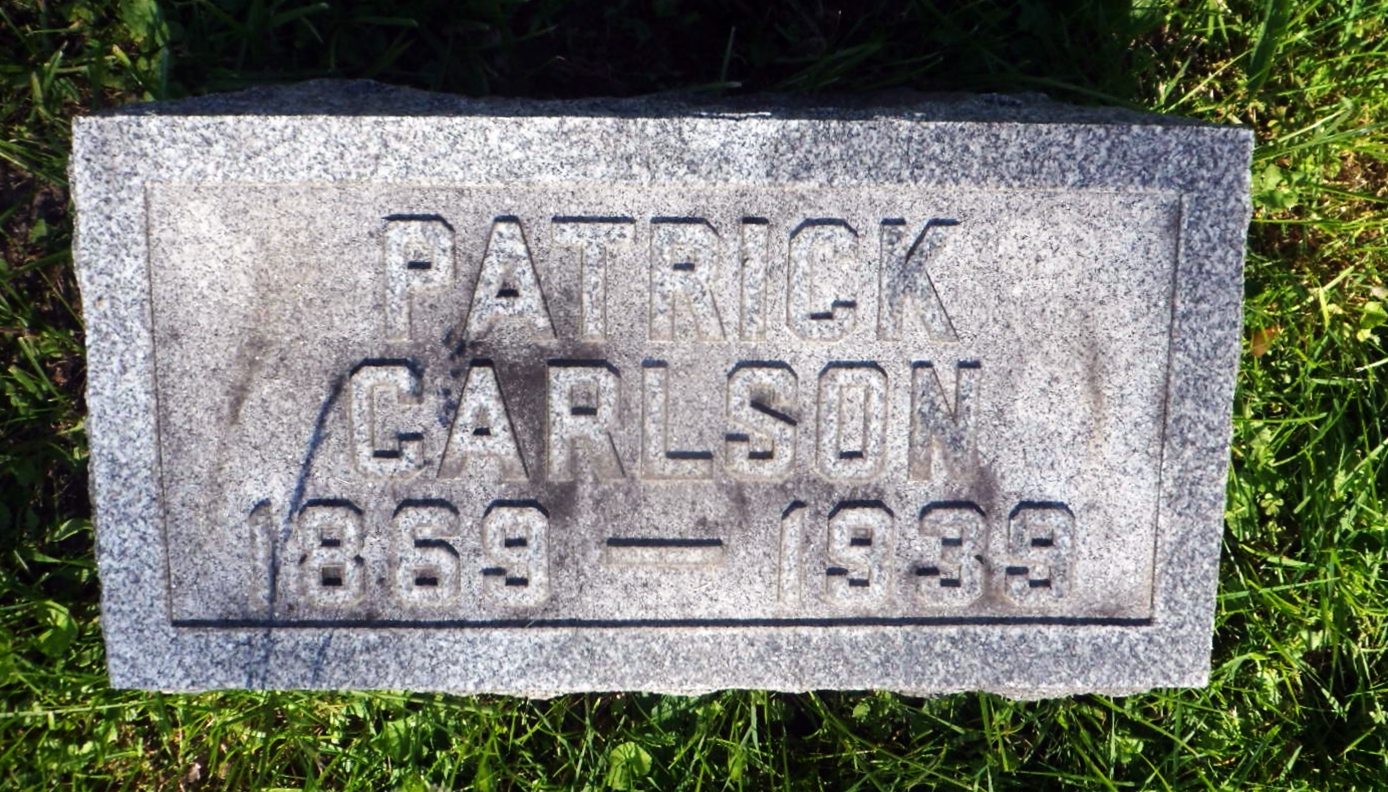 PATRICK
CARLSON
1869 — 1939